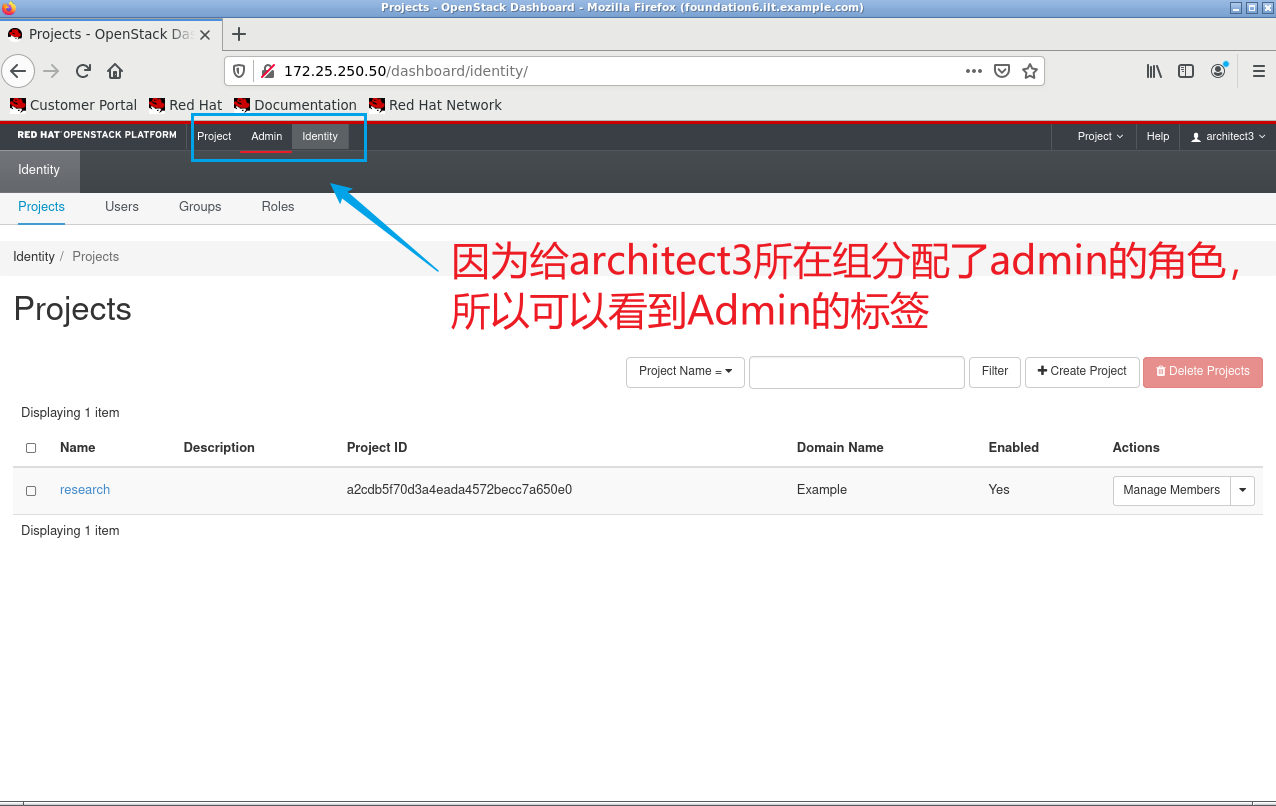 Projects - OpenStack Dashboard - Mozilla Firefox (foundation6.ilt.example.com)
Projects - OpenStack Das
172.25.250.50/dashboard/identity/
Customer Portal Red Hat Documentation Red Hat Network
RED HAT OPENSTACK PLATFORM Project Admin Identity Project Help architect3
Identity
Projects Users Groups Roles
Identity / Projects
因为给architect3所在组分配了admin的角色，
所以可以看到Admin的标签
Projects
Project Name = Filter Create Project Delete Projects
Displaying 1 item
Name Description Project ID Domain Name Enabled Actions
research a2cdb5f70d3a4eada4572becc7a650e0 Example Yes Manage Members
Displaying 1 item